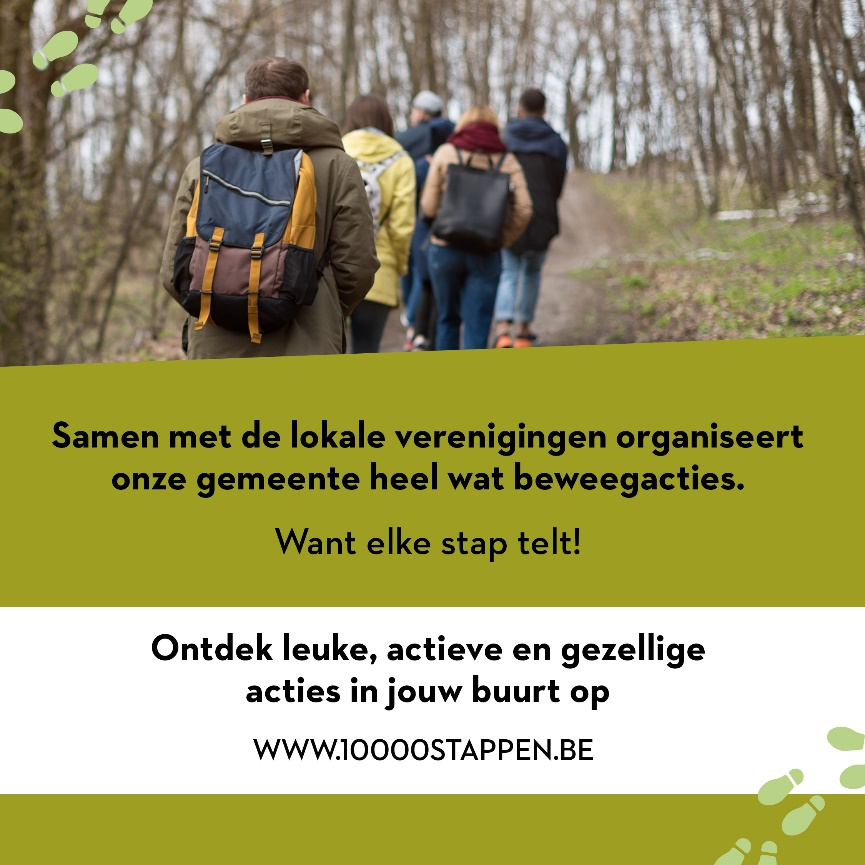 Samen met de lokale verenigingen organiseert
onze gemeente heel wat beweegacties.
Want elke stap telt!
Ontdek leuke, actieve en gezellige
acties in jouw buurt op
WWW.10000STAPPEN.BE